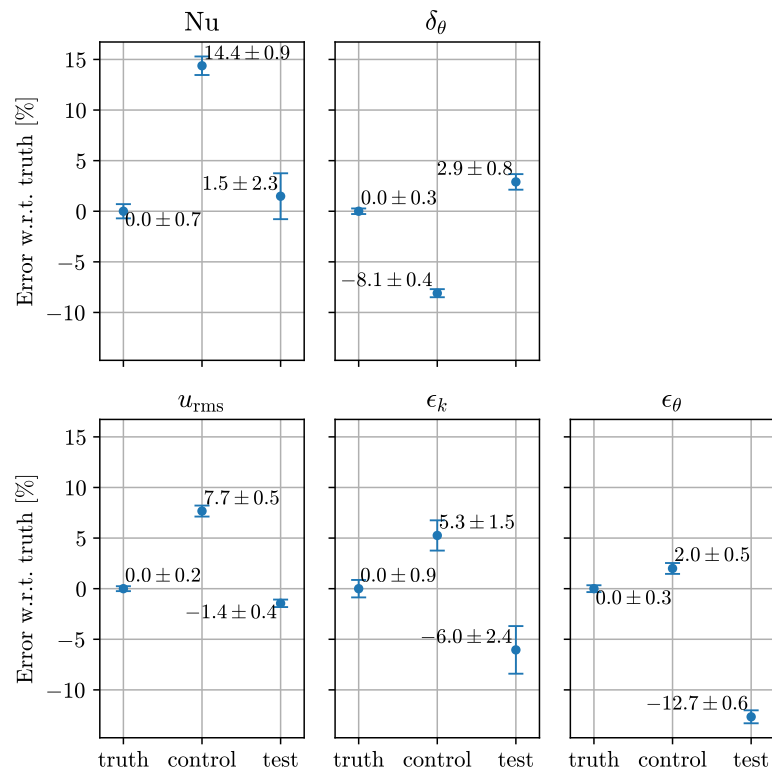 Nu
δθ
Error w.r.t. truth [%]
15
10
5
0
−5
−10
14.4 ± 0.9
1.5 ± 2.3
0.0 ± 0.7
2.9 ± 0.8
0.0 ± 0.3
−8.1 ± 0.4
u_rms
ϵ_k
ϵ_θ
Error w.r.t. truth [%]
15
10
5
0
−5
−10
7.7 ± 0.5
0.0 ± 0.2
−1.4 ± 0.4
5.3 ± 1.5
0.0 ± 0.9
−6.0 ± 2.4
2.0 ± 0.5
0.0 ± 0.3
−12.7 ± 0.6
truth control test
truth control test
truth control test